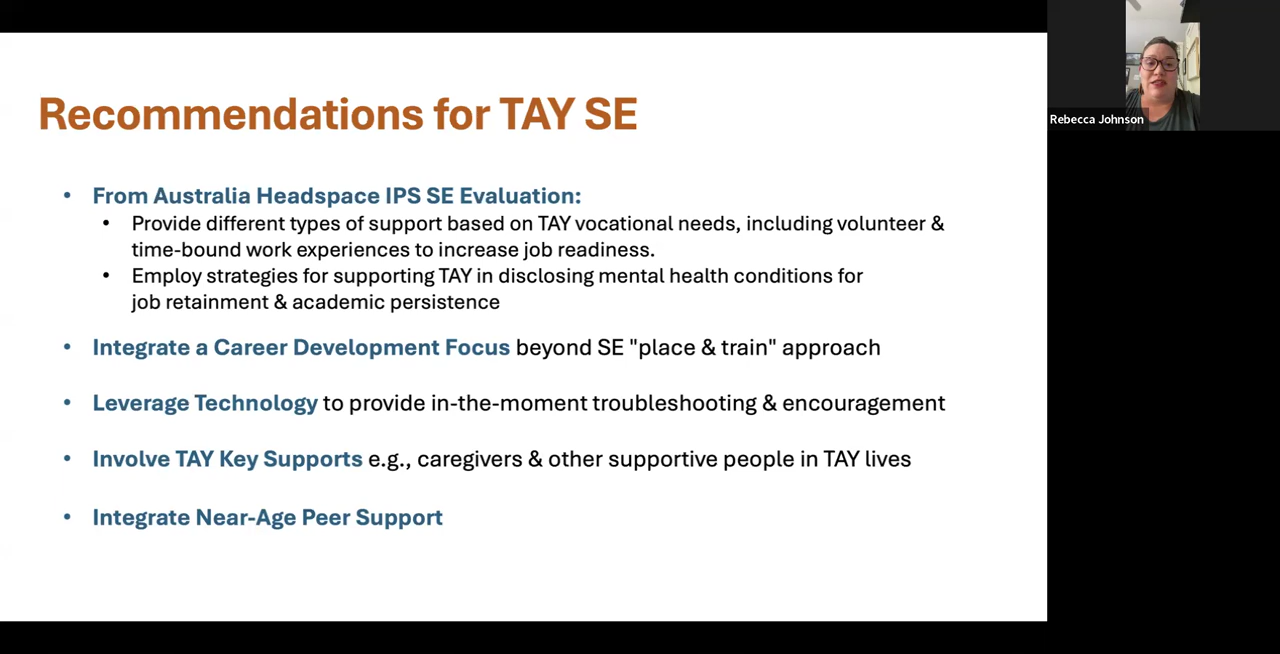 Recommendations for TAY SE
• From Australia Headspace IPS SE Evaluation:
• Provide different types of support based on TAY vocational needs, including volunteer &
time-bound work experiences to increase job readiness.
• Employ strategies for supporting TAY in disclosing mental health conditions for
job retainment & academic persistence
• Integrate a Career Development Focus beyond SE "place & train" approach
• Leverage Technology to provide in-the-moment troubleshooting & encouragement
• Involve TAY Key Supports e.g., caregivers & other supportive people in TAY lives
• Integrate Near-Age Peer Support
Rebecca Johnson